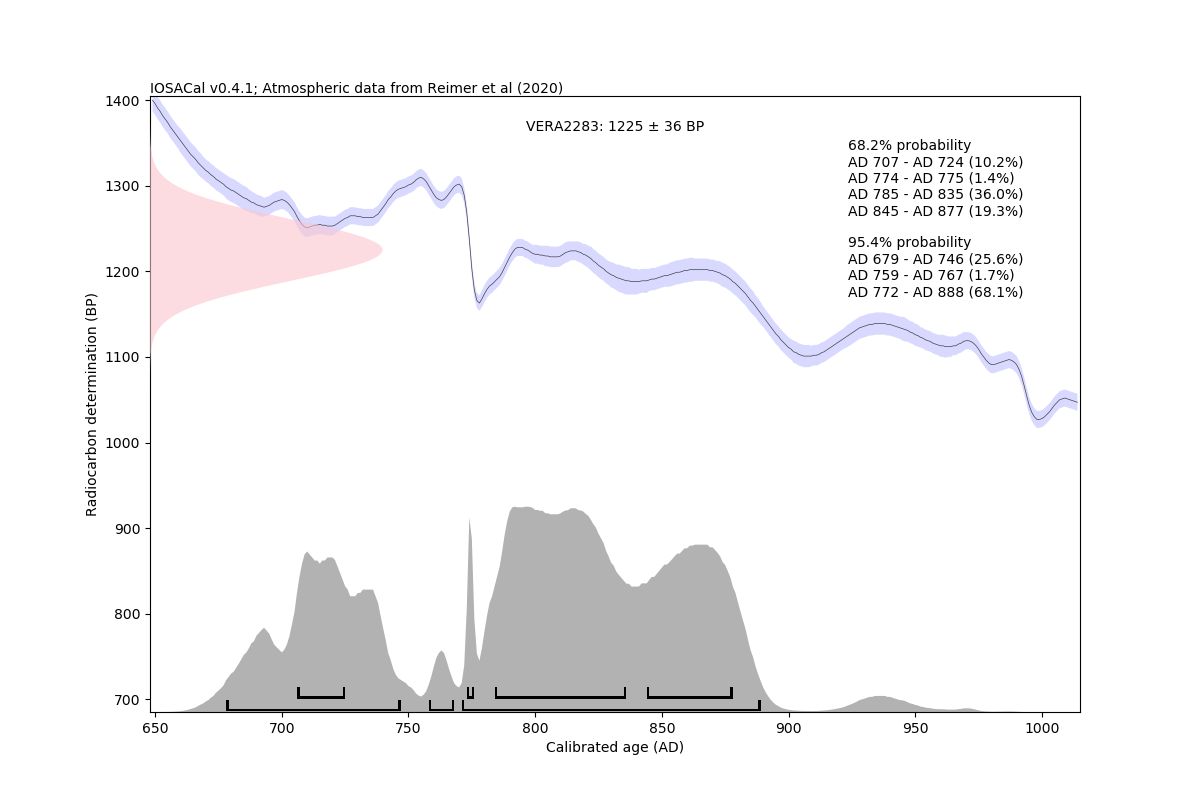 IOSACal v0.4.1; Atmospheric data from Reimer et al (2020)
VERA2283: 1225 ± 36 BP
68.2% probability
AD 707 - AD 724 (10.2%)
AD 774 - AD 775 (1.4%)
AD 785 - AD 835 (36.0%)
AD 845 - AD 877 (19.3%)
95.4% probability
AD 679 - AD 746 (25.6%)
AD 759 - AD 767 (1.7%)
AD 772 - AD 888 (68.1%)
Radiocarbon determination (BP)
1400
1300
1200
1100
1000
900
800
700
650 700 750 800 850 900 950 1000
Calibrated age (AD)